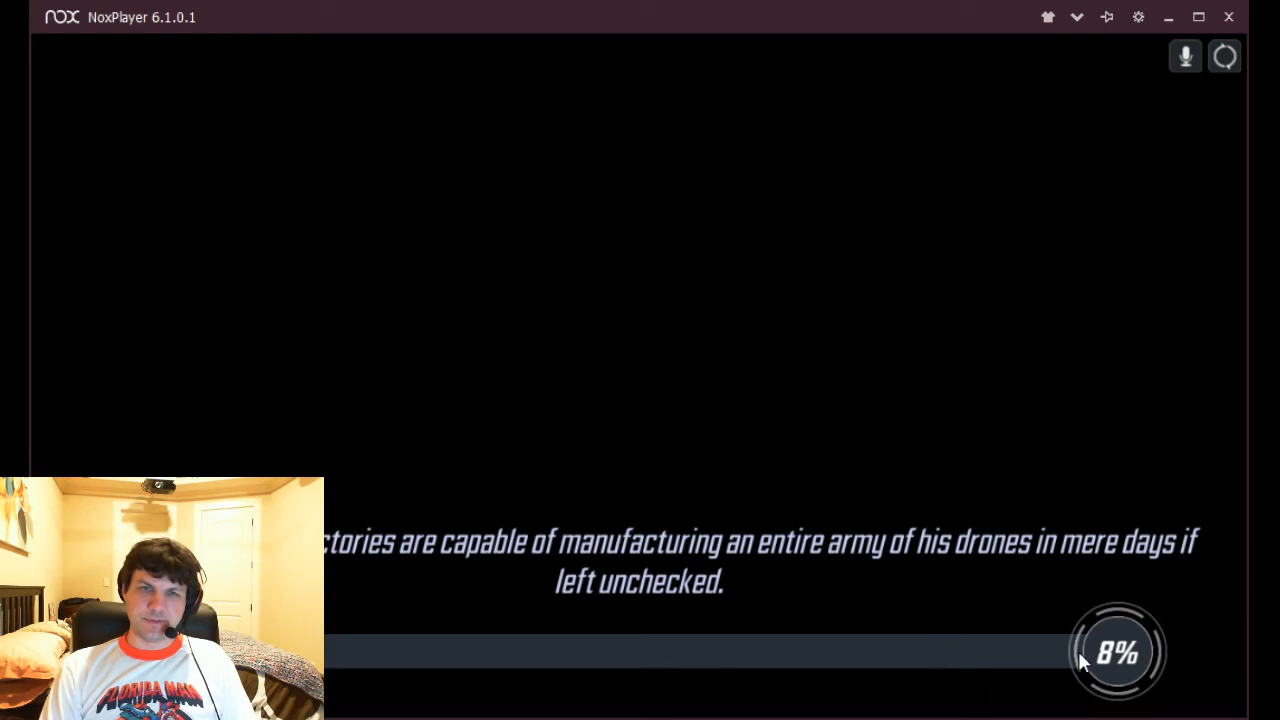 nox NoxPlayer 6.1.0.1
ctories are capable of manufacturing an entire army of his drones in mere days if
left unchecked.
8%
FLORIDA MAN